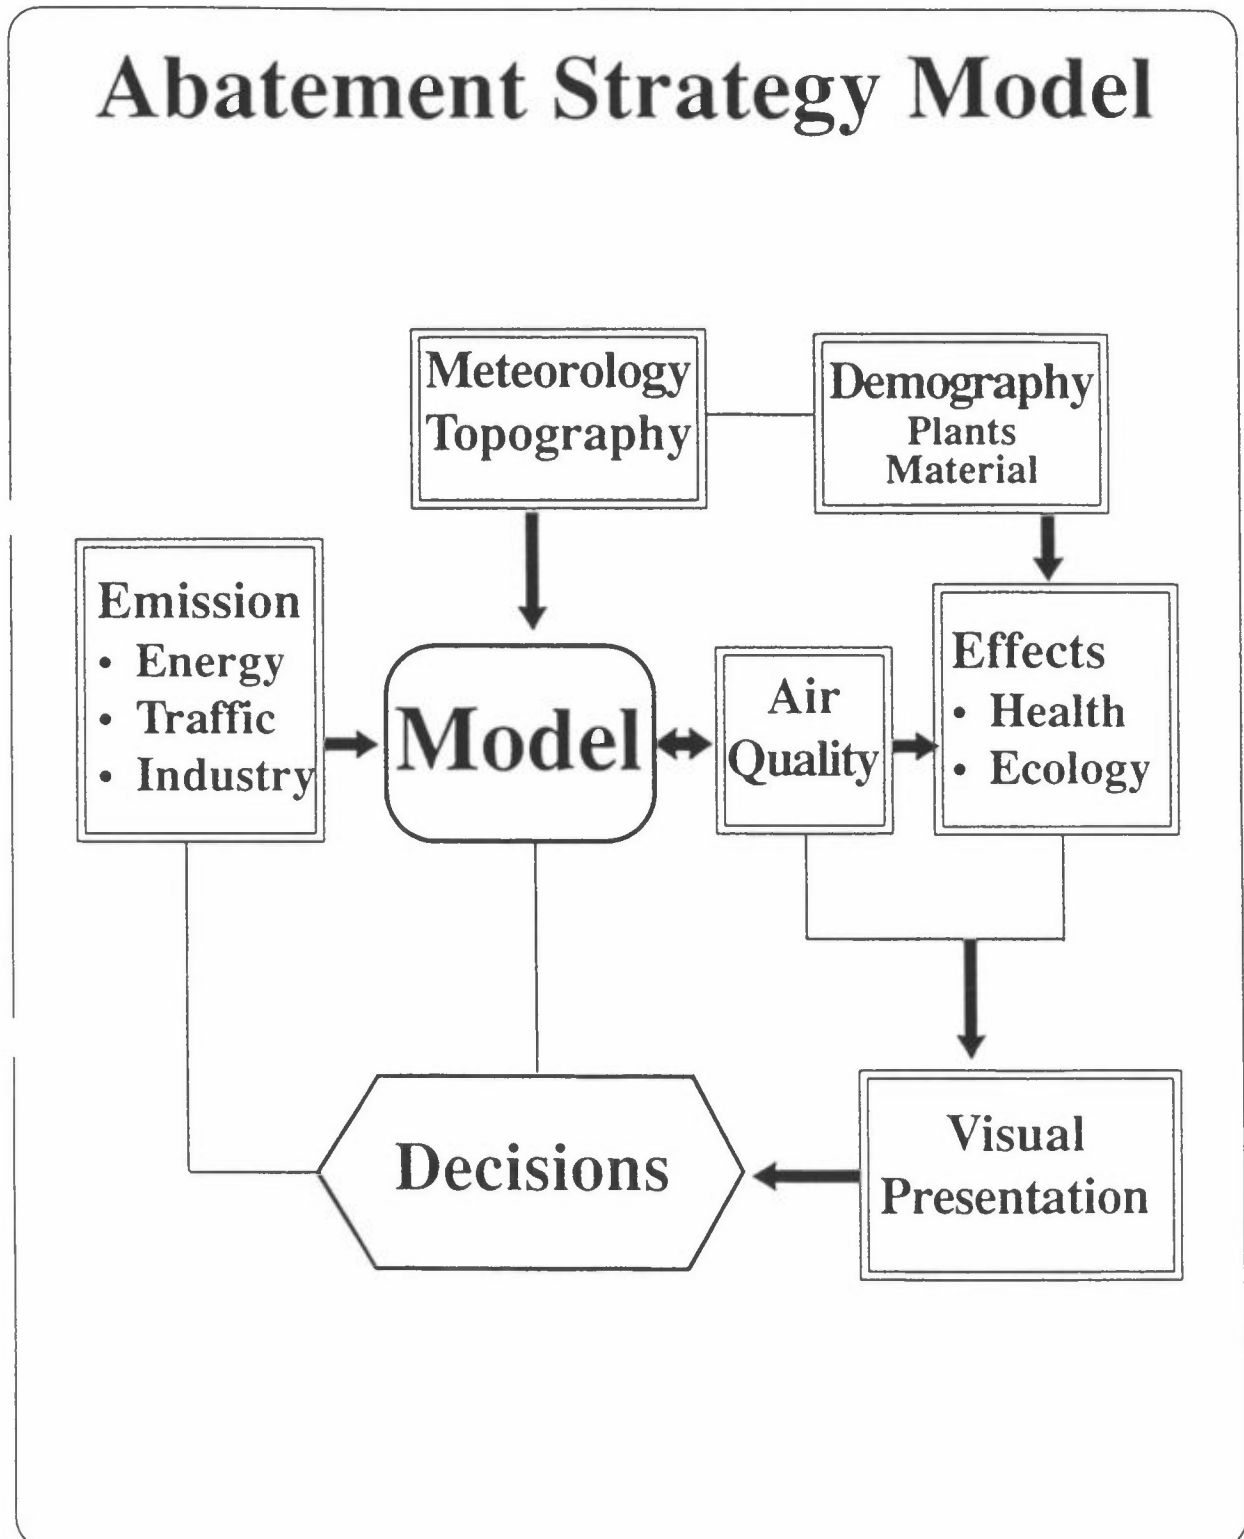 Abatement Strategy Model
Meteorology
Topography
Demography
Plants
Material
Emission
• Energy
• Traffic
• Industry
Model
Air
Quality
Effects
• Health
• Ecology
Decisions
Visual
Presentation